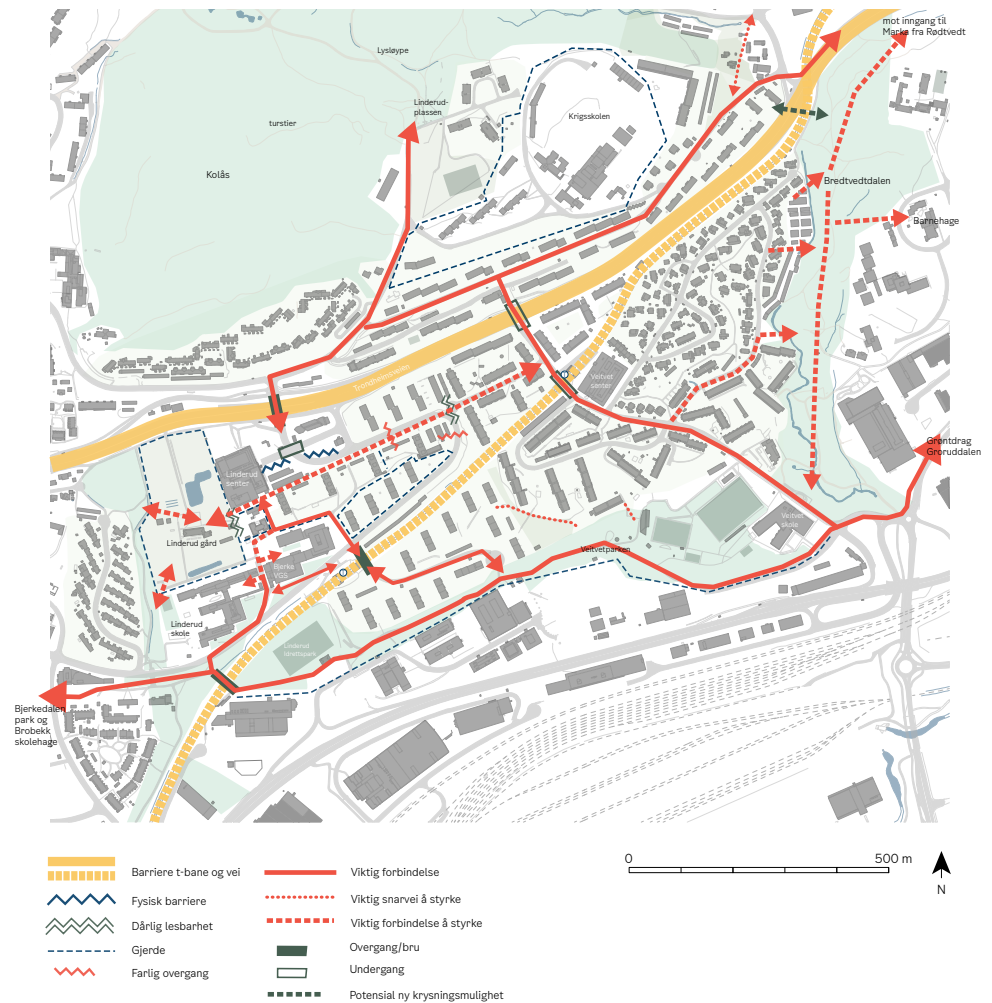 mot inngang til
Marka fra Rødtvedt
Lysløype
Linderud-
plassen
Krigsskolen
turstier
Kolås
Bredtvedtdalen
Barnehage
Trondheimsveien
Veitvet
senter
Grøntdrag
Groruddalen
Linderud
senter
Veitvet
skole
Linderud gård
Veitvetparken
Bjerke
VGS
Linderud
skole
Linderud
idrettspark
Bjerkedalen
park og
Brobekk
skolehage
0 500 m
N
Barriere t-bane og vei
Fysisk barriere
Dårlig lesbarhet
Gjerde
Farlig overgang
Viktig forbindelse
Viktig snarvei å styrke
Viktig forbindelse å styrke
Overgang/bru
Undergang
Potensial ny krysningsmulighet